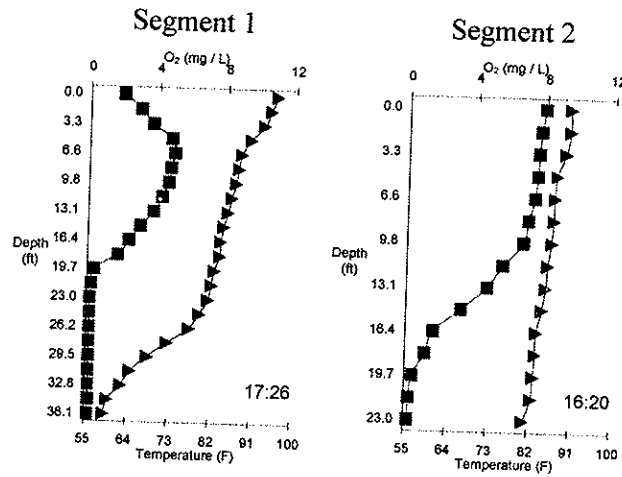 Segment 1
O₂ (mg / L)
0 4 8 12
0.0
3.3
6.6
9.8
13.1
16.4
Depth
(ft)
19.7
23.0
26.2
29.5
32.8
36.1
17:26
55 64 73 82 91 100
Temperature (F)
Segment 2
O₂ (mg / L)
0 4 8 12
0.0
3.3
6.6
9.8
Depth
(ft)
13.1
16.4
19.7
23.0
16:20
55 64 73 82 91 100
Temperature (F)